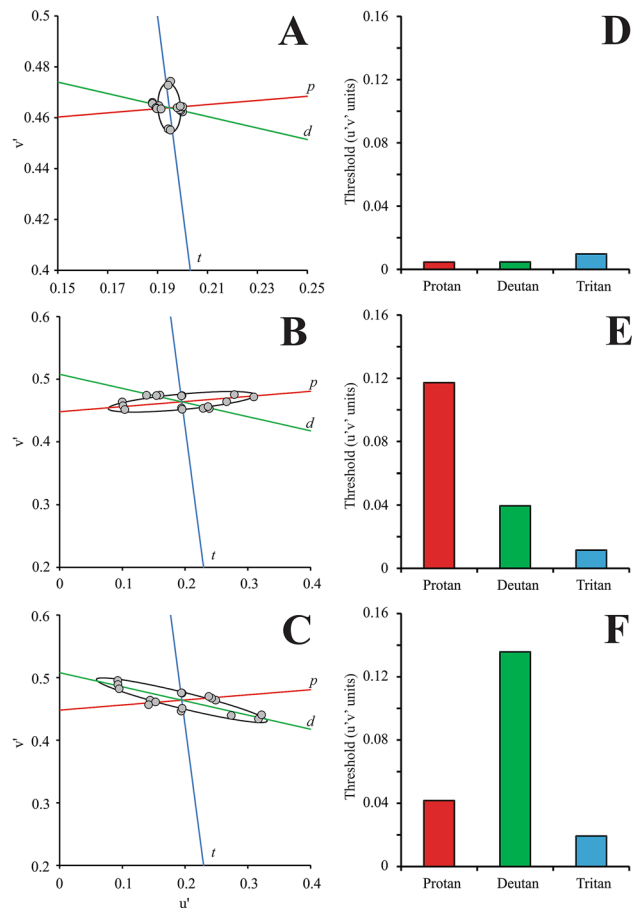 A
0.5
0.48
0.46
0.44
0.42
0.4
v'
p
d
t
0.15 0.17 0.19 0.21 0.23 0.25
D
0.16
0.12
0.08
0.04
0
Threshold (u'v' units)
Protan Deutan Tritan
B
0.6
0.5
0.4
0.3
0.2
v'
p
d
t
0 0.1 0.2 0.3 0.4
E
0.16
0.12
0.08
0.04
0
Threshold (u'v' units)
Protan Deutan Tritan
C
0.6
0.5
0.4
0.3
0.2
v'
p
d
t
0 0.1 0.2 0.3 0.4
u'
F
0.16
0.12
0.08
0.04
0
Threshold (u'v' units)
Protan Deutan Tritan